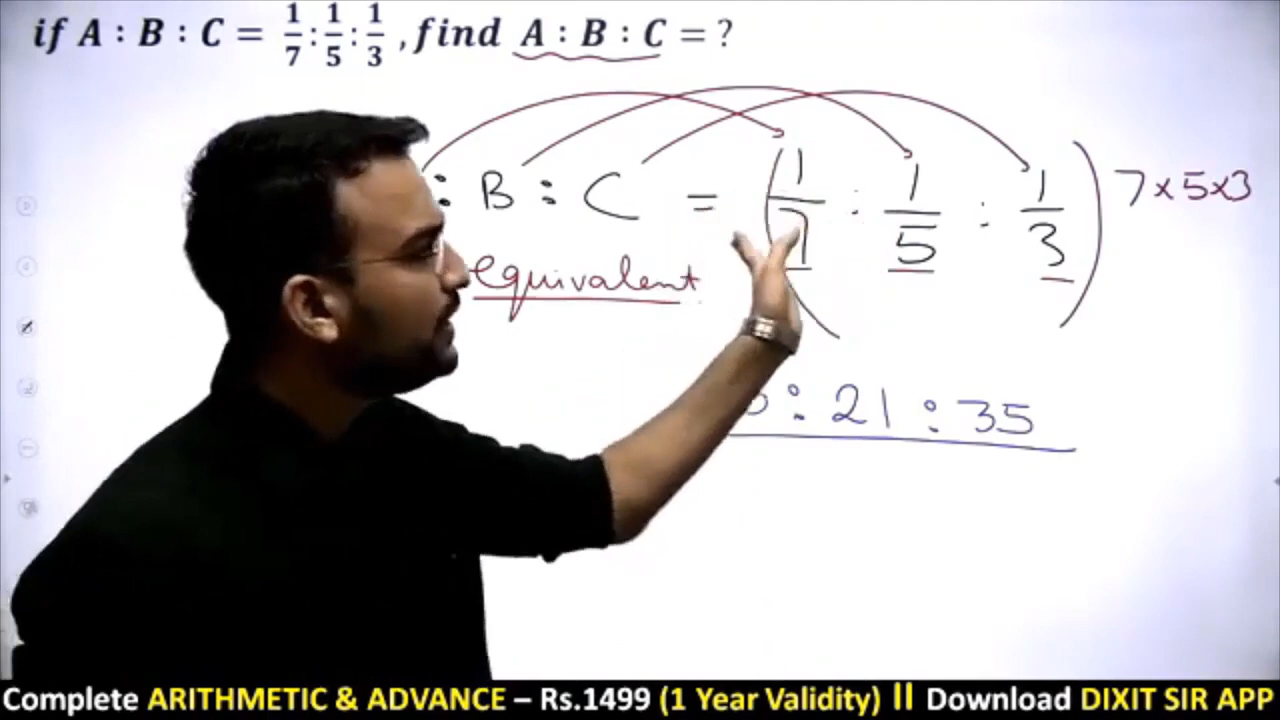 if A : B : C = 1/7 : 1/5 : 1/3 , find A : B : C = ?
: B : C = ( 1/7 : 1/5 : 1/3 ) 7 x 5 x 3
equivalent
: 21 : 35
Complete ARITHMETIC & ADVANCE – Rs.1499 (1 Year Validity) II Download DIXIT SIR APP